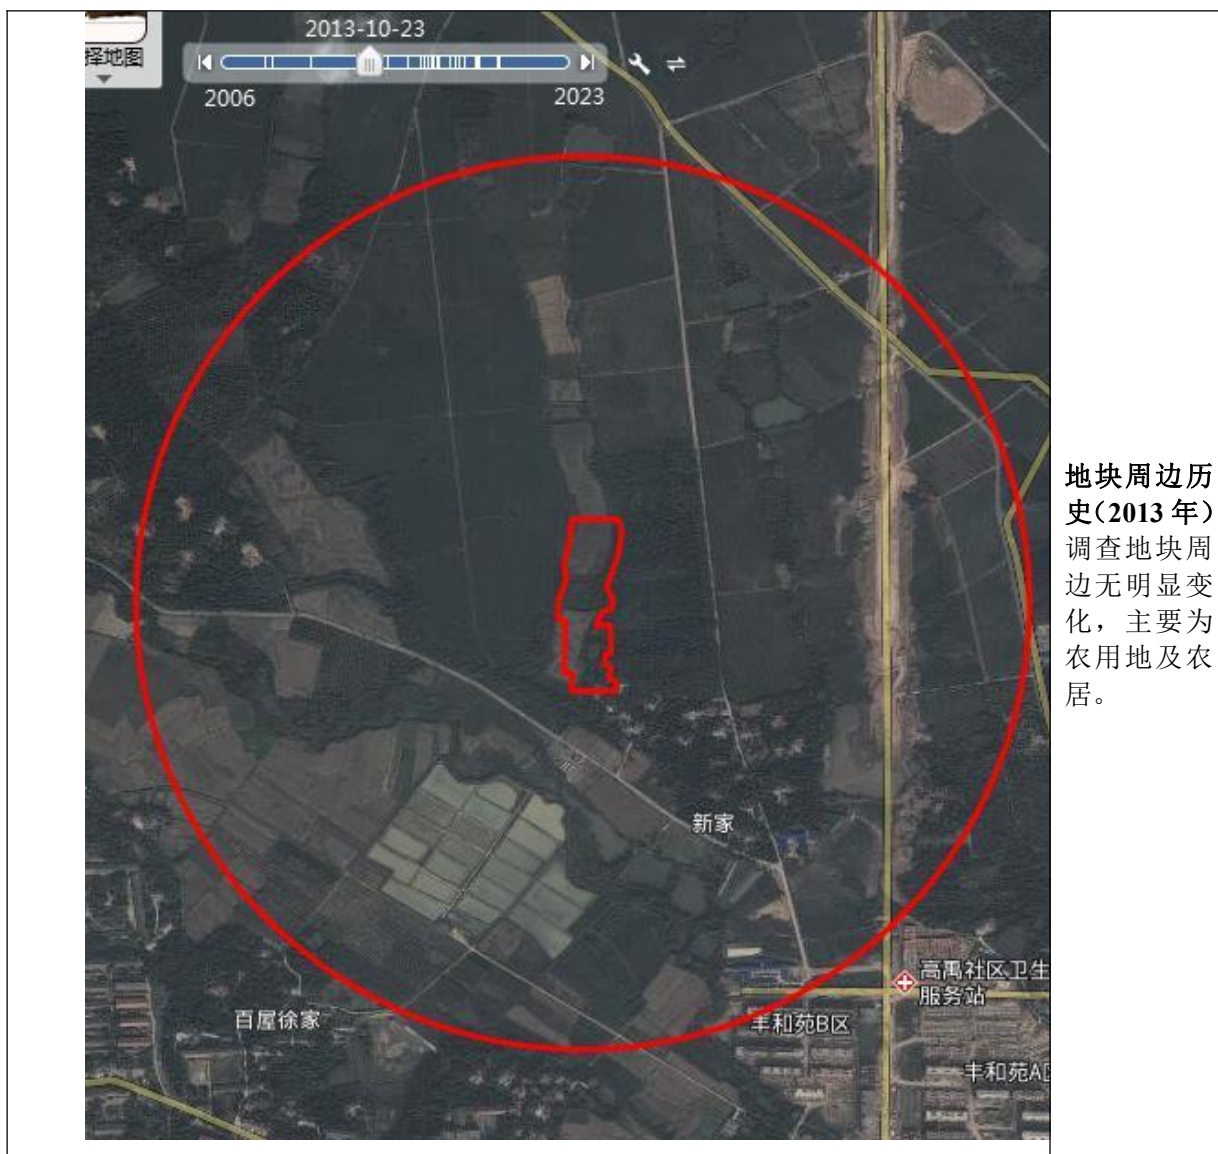 2013-10-23
择地图
2006
2023
新家
高禹社区卫生
服务站
百屋徐家
丰和苑B区
丰和苑A区
地块周边历
史（2013 年）
调查地块周
边无明显变
化，主要为
农用地及农
居。